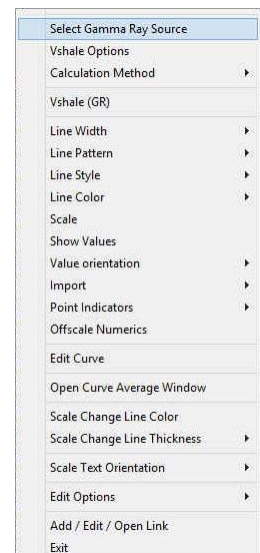 Select Gamma Ray Source
Vshale Options
Calculation Method
Vshale (GR)
Line Width
Line Pattern
Line Style
Line Color
Scale
Show Values
Value orientation
Import
Point Indicators
Offscale Numerics
Edit Curve
Open Curve Average Window
Scale Change Line Color
Scale Change Line Thickness
Scale Text Orientation
Edit Options
Add / Edit / Open Link
Exit